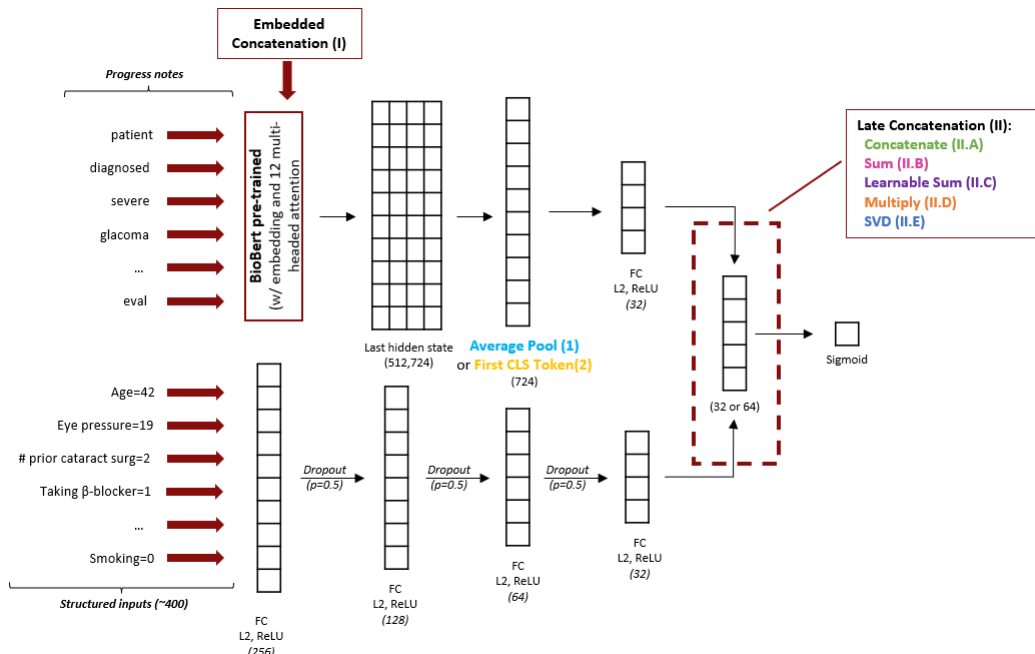 Embedded
Concatenation (I)
Progress notes
patient
diagnosed
severe
glacoma
...
eval
BioBert pre-trained
(w/ embedding and 12 multi-
headed attention
Last hidden state
(512,724)
Average Pool (1)
or First CLS Token(2)
(724)
FC
L2, ReLU
(32)
Late Concatenation (II):
Concatenate (II.A)
Sum (II.B)
Learnable Sum (II.C)
Multiply (II.D)
SVD (II.E)
(32 or 64)
Sigmoid
Age=42
Eye pressure=19
# prior cataract surg=2
Taking β-blocker=1
...
Smoking=0
Structured inputs (~400)
FC
L2, ReLU
(256)
Dropout
(p=0.5)
FC
L2, ReLU
(128)
Dropout
(p=0.5)
FC
L2, ReLU
(64)
Dropout
(p=0.5)
FC
L2, ReLU
(32)